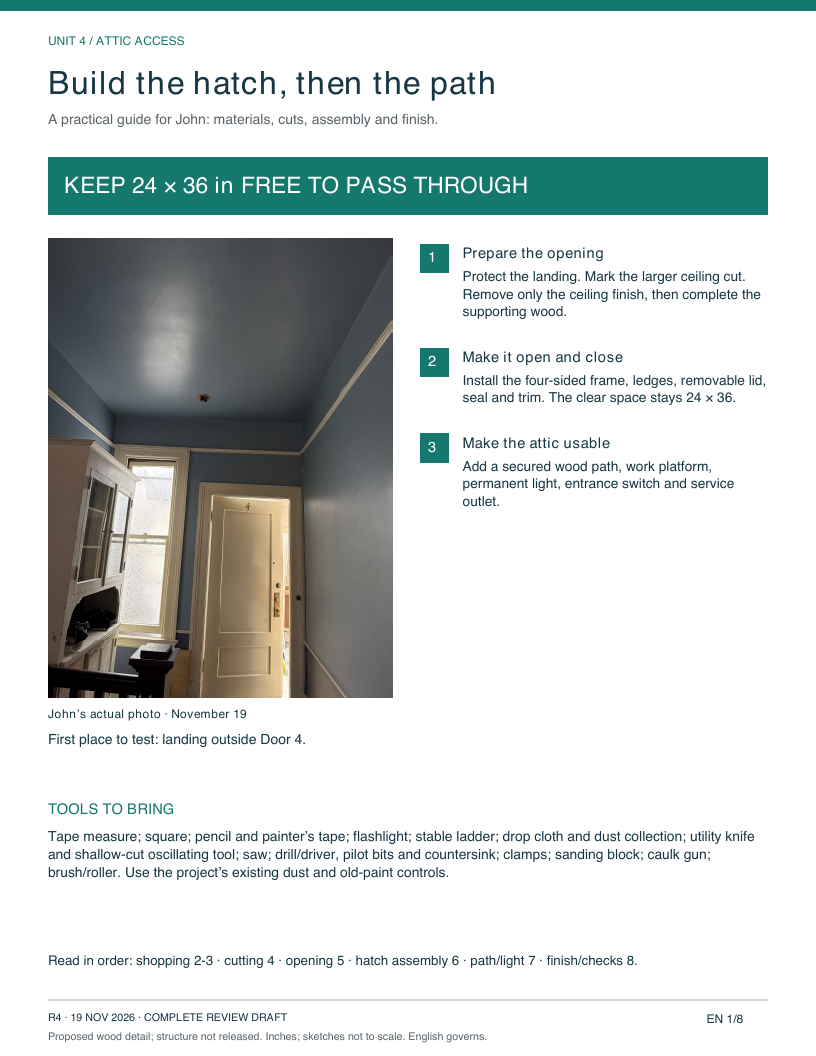 UNIT 4 / ATTIC ACCESS
Build the hatch, then the path
A practical guide for John: materials, cuts, assembly and finish.
KEEP 24 × 36 in FREE TO PASS THROUGH
4
John's actual photo · November 19
First place to test: landing outside Door 4.
1
Prepare the opening
Protect the landing. Mark the larger ceiling cut.
Remove only the ceiling finish, then complete the
supporting wood.
2
Make it open and close
Install the four-sided frame, ledges, removable lid,
seal and trim. The clear space stays 24 × 36.
3
Make the attic usable
Add a secured wood path, work platform,
permanent light, entrance switch and service
outlet.
TOOLS TO BRING
Tape measure; square; pencil and painter's tape; flashlight; stable ladder; drop cloth and dust collection; utility knife
and shallow-cut oscillating tool; saw; drill/driver, pilot bits and countersink; clamps; sanding block; caulk gun;
brush/roller. Use the project's existing dust and old-paint controls.
Read in order: shopping 2-3 · cutting 4 · opening 5 · hatch assembly 6 · path/light 7 · finish/checks 8.
R4 · 19 NOV 2026 · COMPLETE REVIEW DRAFT
EN 1/8
Proposed wood detail; structure not released. Inches; sketches not to scale. English governs.